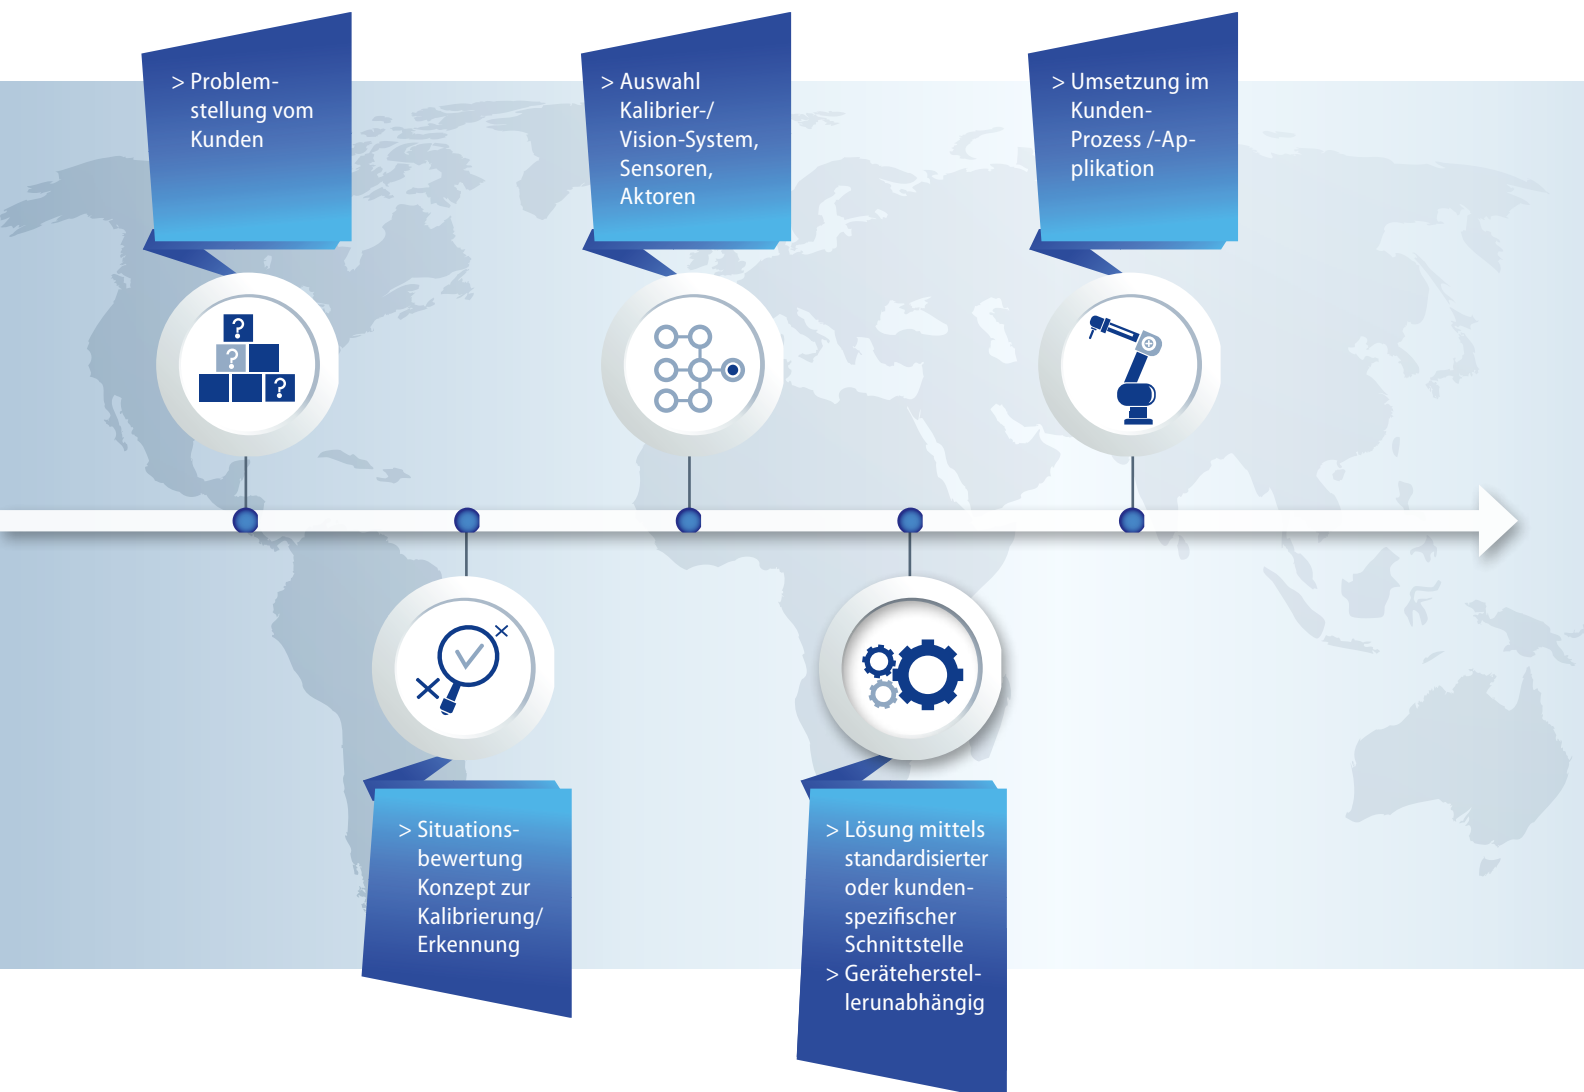 > Problem-
stellung vom
Kunden
?
?
?
> Situations-
bewertung
Konzept zur
Kalibrierung/
Erkennung
> Auswahl
Kalibrier-/
Vision-System,
Sensoren,
Aktoren
> Lösung mittels
standardisierter
oder kunden-
spezifischer
Schnittstelle
> Geräteherstel-
lerunabhängig
> Umsetzung im
Kunden-
Prozess /-Ap-
plikation